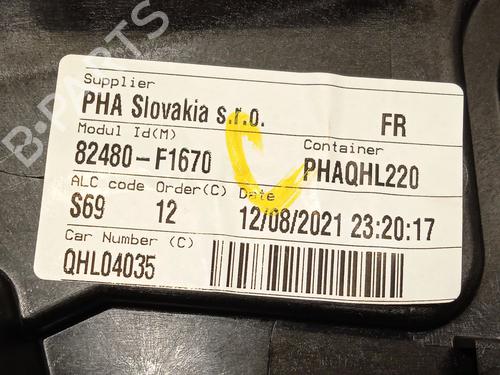 B-PARTS
Supplier
PHA Slovakia s.r.o. FR
Modul Id(M) Container
82480-F1670 PHAQHL220
ALC code Order(C) Date
S69 12 12/08/2021 23:20:17
Car Number (C)
QHL04035